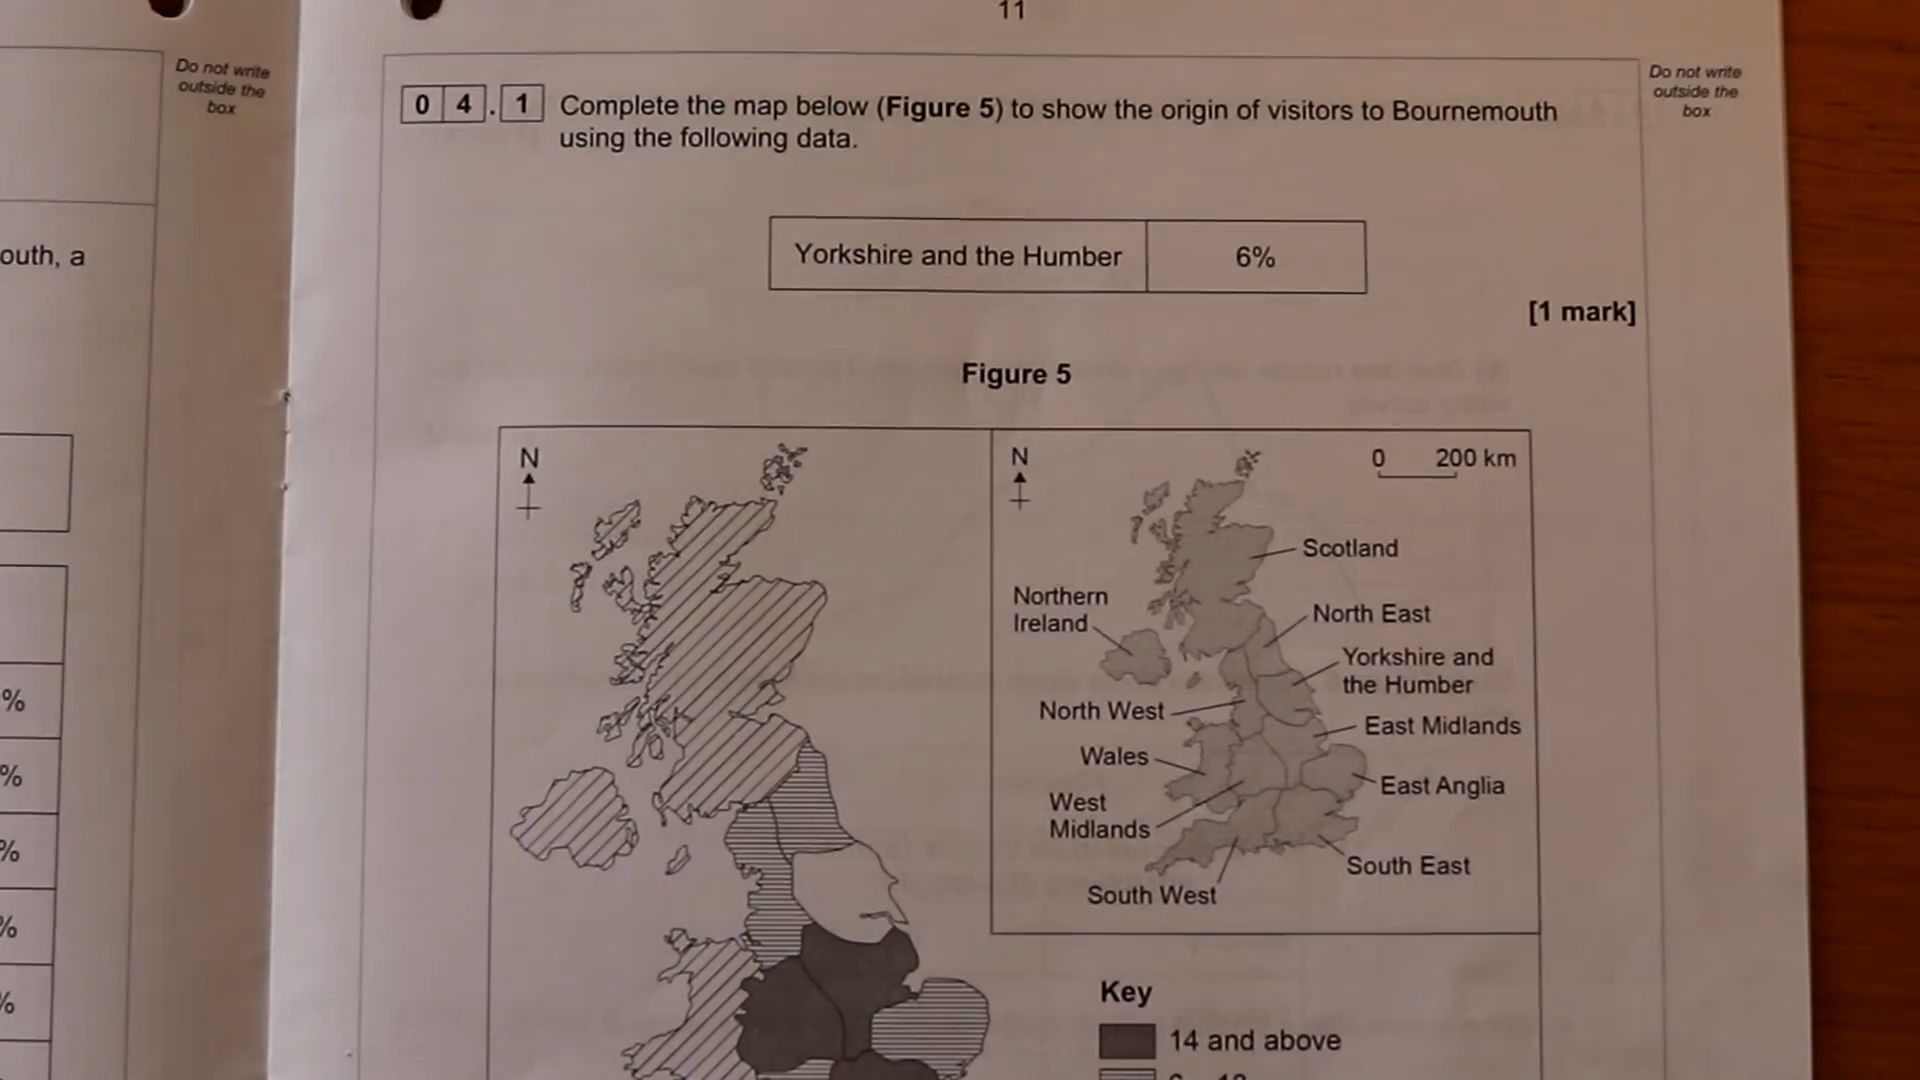 11
Do not write
outside the
box
outh, a
%
%
%
%
%
0 4 . 1 Complete the map below (Figure 5) to show the origin of visitors to Bournemouth
using the following data.
Do not write
outside the
box
Yorkshire and the Humber 6%
[1 mark]
Figure 5
N
N
0 200 km
Scotland
Northern
Ireland
North East
Yorkshire and
the Humber
North West
East Midlands
Wales
East Anglia
West
Midlands
South East
South West
Key
14 and above